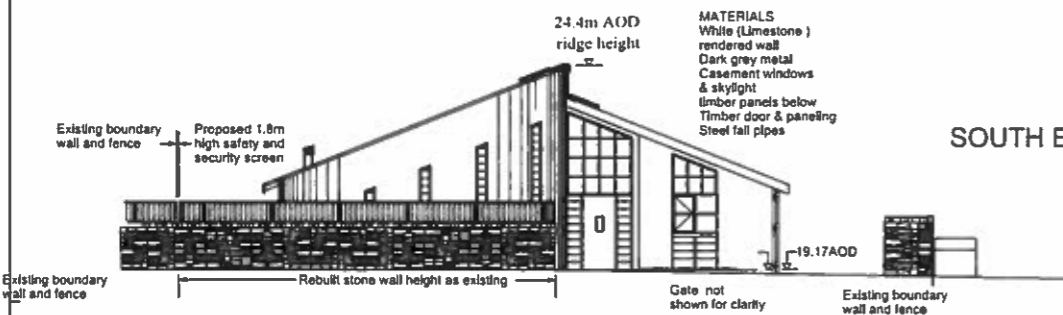 24.4m AOD
ridge height
MATERIALS
White (Limestone )
rendered wall
Dark grey metal
Casement windows
& skylight
timber panels below
Timber door & paneling
Steel fall pipes
Existing boundary
wall and fence
Proposed 1.8m
high safety and
security screen
SOUTH E
19.17AOD
Existing boundary
wall and fence
Rebuilt stone wall height as existing
Gate not
shown for clarity
Existing boundary
wall and fence